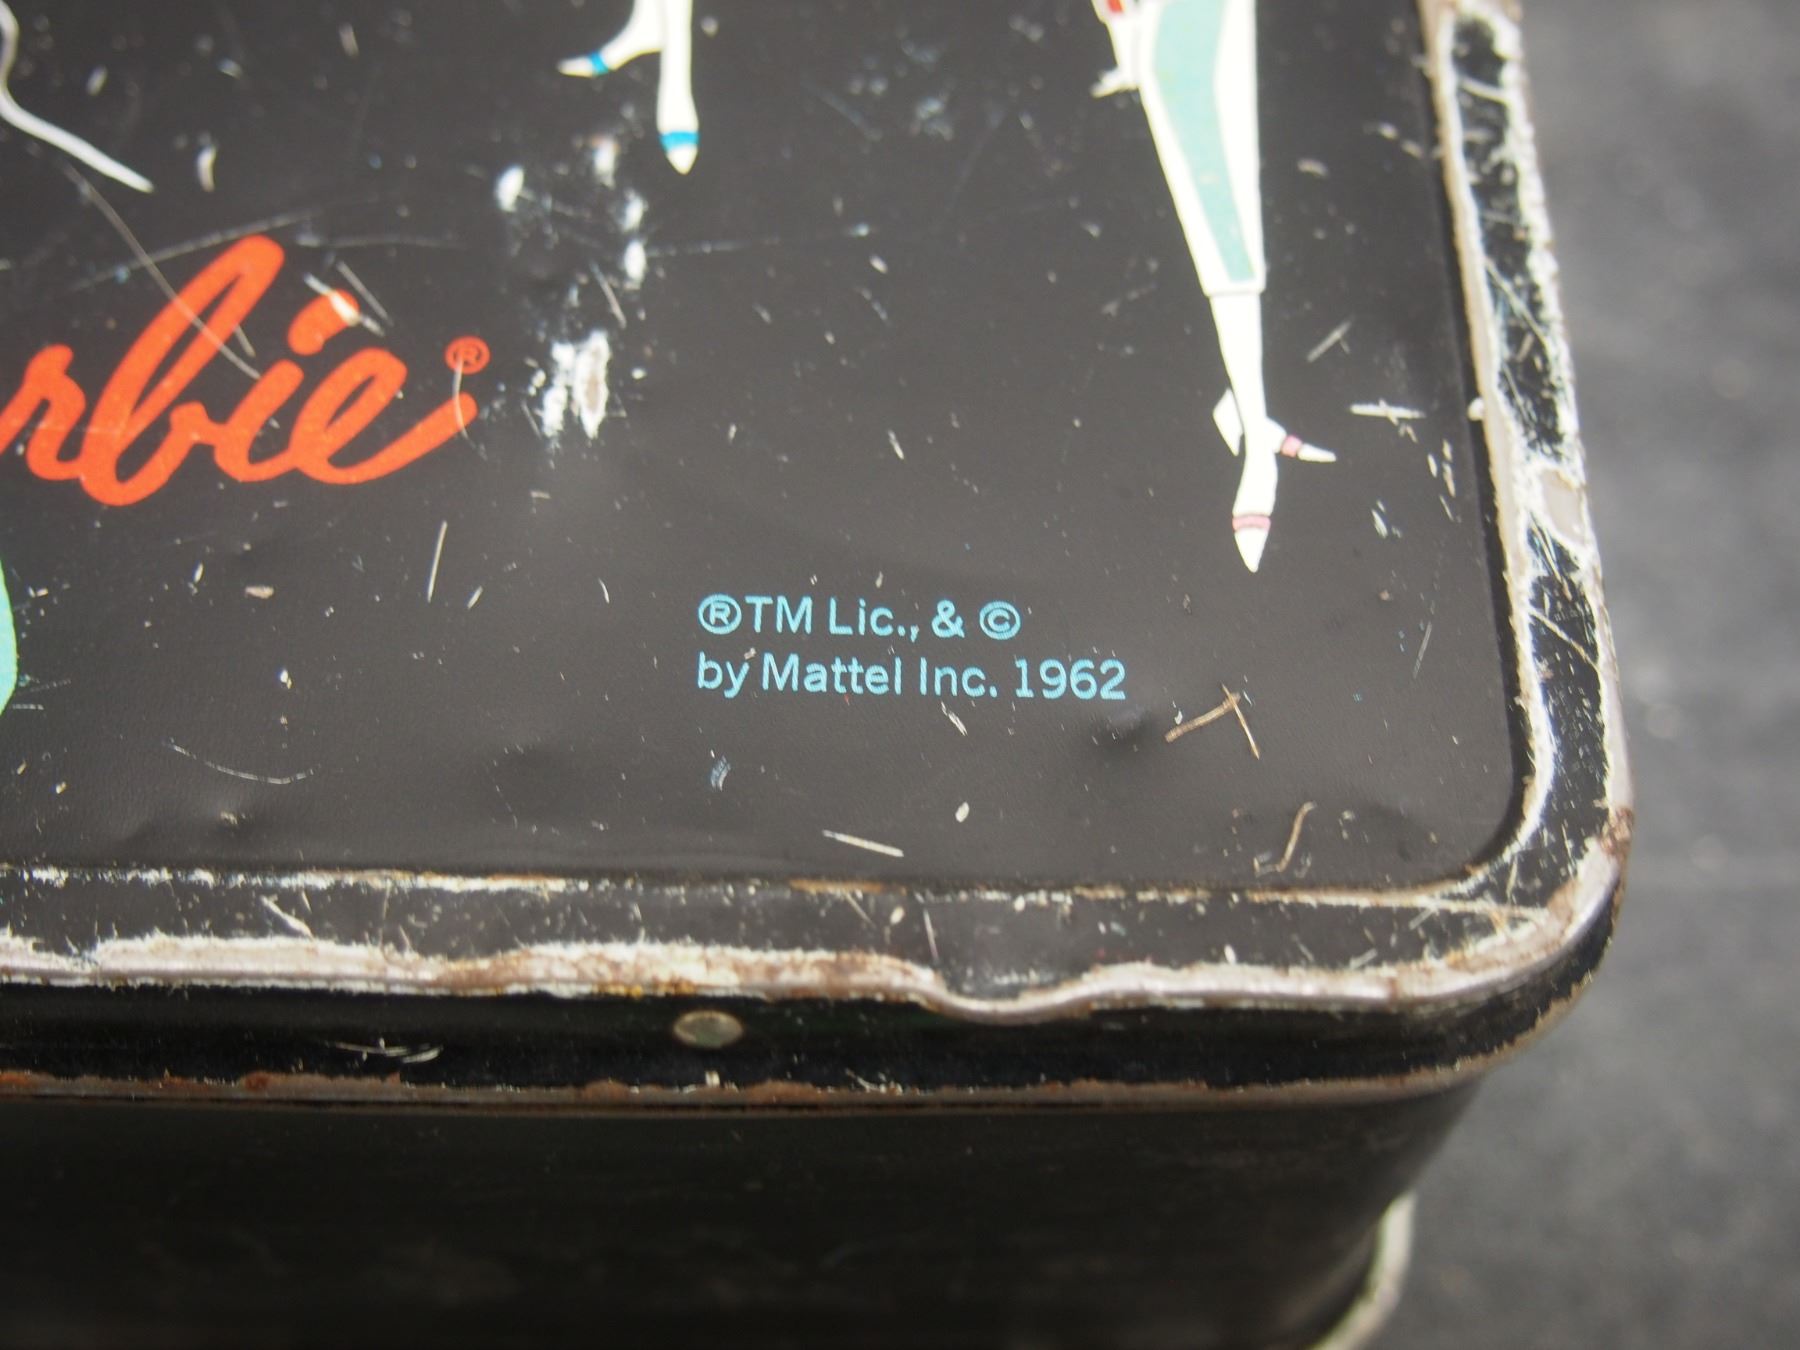 rbie®
®TM Lic., & ©
by Mattel Inc. 1962